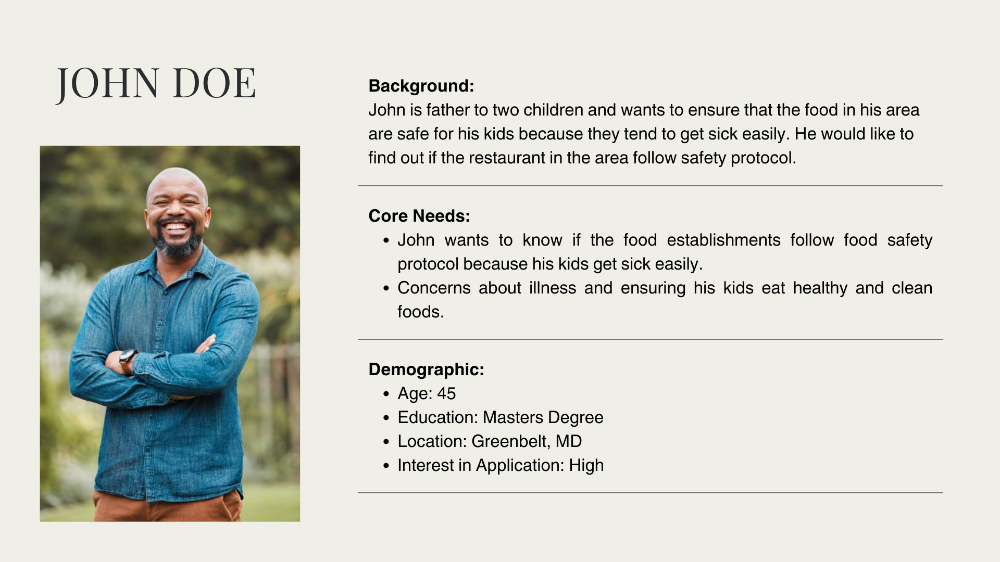 JOHN DOE
Background:
John is father to two children and wants to ensure that the food in his area
are safe for his kids because they tend to get sick easily. He would like to
find out if the restaurant in the area follow safety protocol.
Core Needs:
• John wants to know if the food establishments follow food safety
protocol because his kids get sick easily.
• Concerns about illness and ensuring his kids eat healthy and clean
foods.
Demographic:
• Age: 45
• Education: Masters Degree
• Location: Greenbelt, MD
• Interest in Application: High